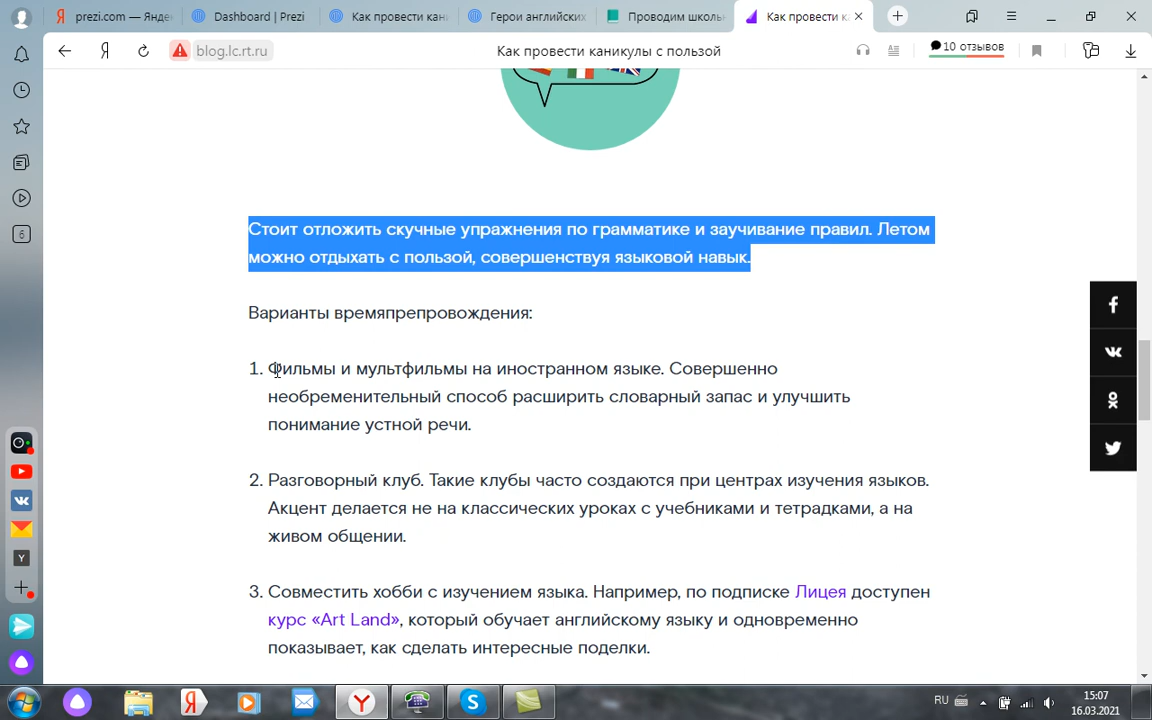 prezi.com — Янде
Dashboard | Prezi
Как провести кан
Герои английских
Проводим школь
Как провести к
blog.lc.rt.ru
Как провести каникулы с пользой
10 отзывов
Стоит отложить скучные упражнения по грамматике и заучивание правил. Летом
можно отдыхать с пользой, совершенствуя языковой навык.
Варианты времяпрепровождения:
1. Фильмы и мультфильмы на иностранном языке. Совершенно
необременительный способ расширить словарный запас и улучшить
понимание устной речи.
2. Разговорный клуб. Такие клубы часто создаются при центрах изучения языков.
Акцент делается не на классических уроках с учебниками и тетрадками, а на
живом общении.
3. Совместить хобби с изучением языка. Например, по подписке Лицея доступен
курс «Art Land», который обучает английскому языку и одновременно
показывает, как сделать интересные поделки.
6
Y
RU
15:07
16.03.2021